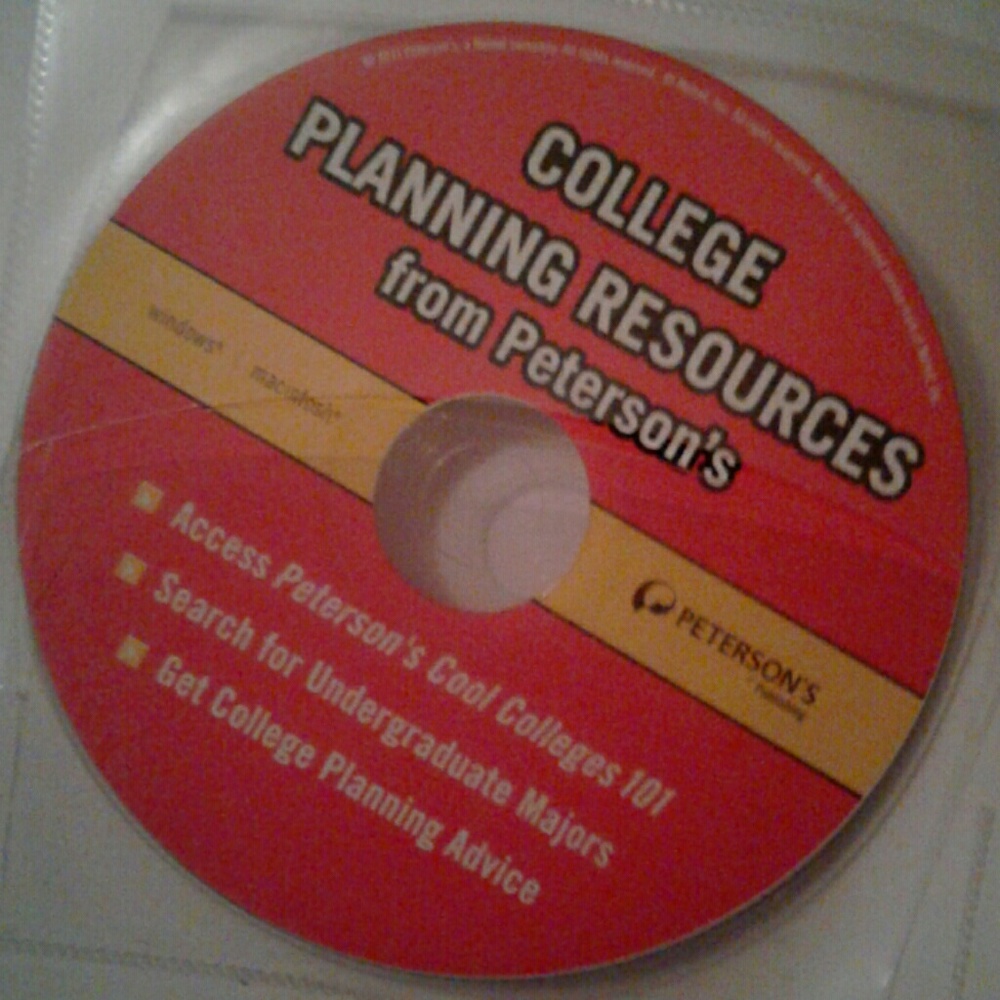 COLLEGE
PLANNING RESOURCES
from Peterson's
windows®
macintosh®
PETERSON'S
Publishing
Access Peterson's Cool Colleges 101
Search for Undergraduate Majors
Get College Planning Advice